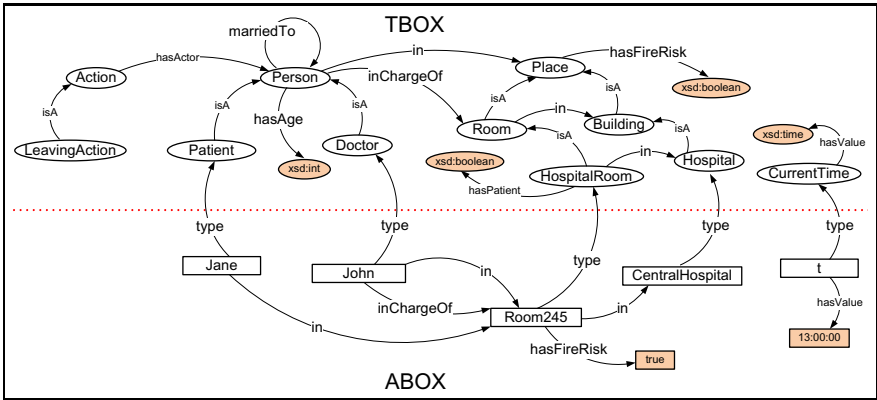 TBOX
marriedTo
hasActor
in
hasFireRisk
Action
Person
inChargeOf
Place
xsd:boolean
isA
isA
hasAge
isA
isA
in
isA
LeavingAction
Patient
Doctor
Room
Building
xsd:time
hasValue
xsd:int
xsd:boolean
isA
in
isA
Hospital
HospitalRoom
CurrentTime
hasPatient
type
type
type
type
type
Jane
John
in
CentralHospital
t
inChargeOf
in
hasValue
in
Room245
hasFireRisk
true
13:00:00
ABOX